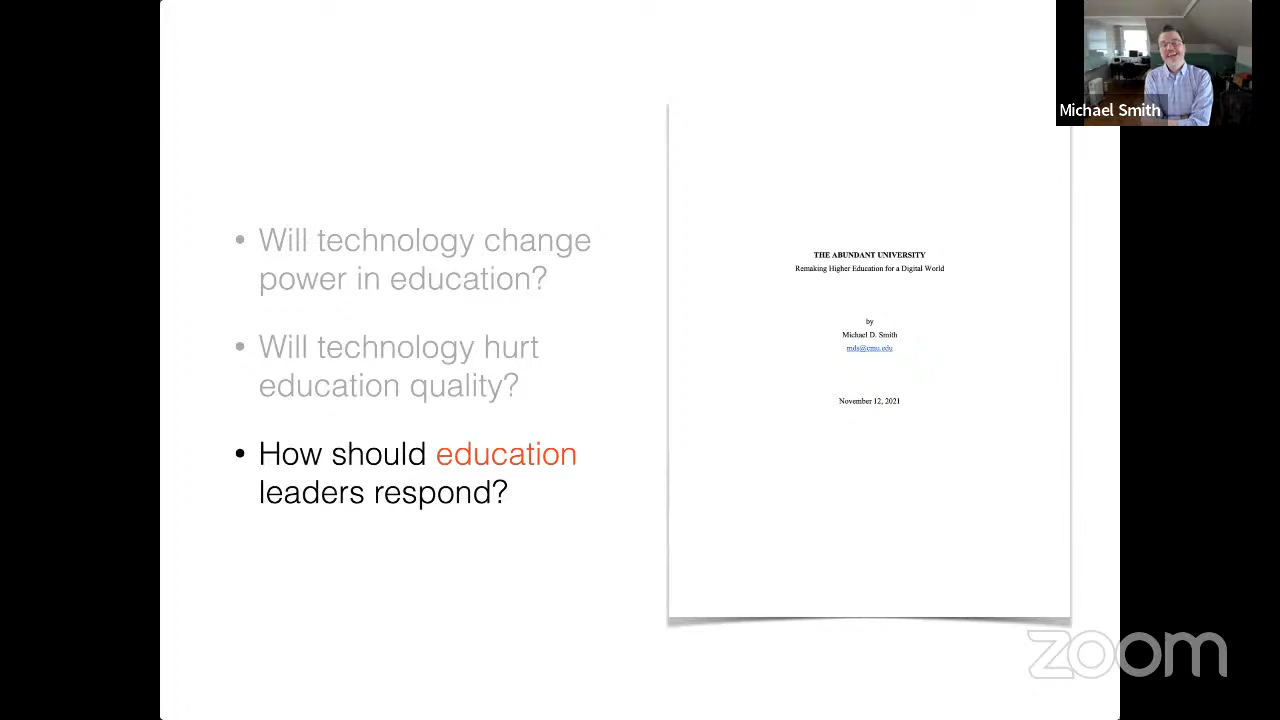 Michael Smith
• Will technology change
power in education?
• Will technology hurt
education quality?
• How should education
leaders respond?
THE ABUNDANT UNIVERSITY
Remaking Higher Education for a Digital World
by
Michael D. Smith
mds@cmu.edu
November 12, 2021
zoom